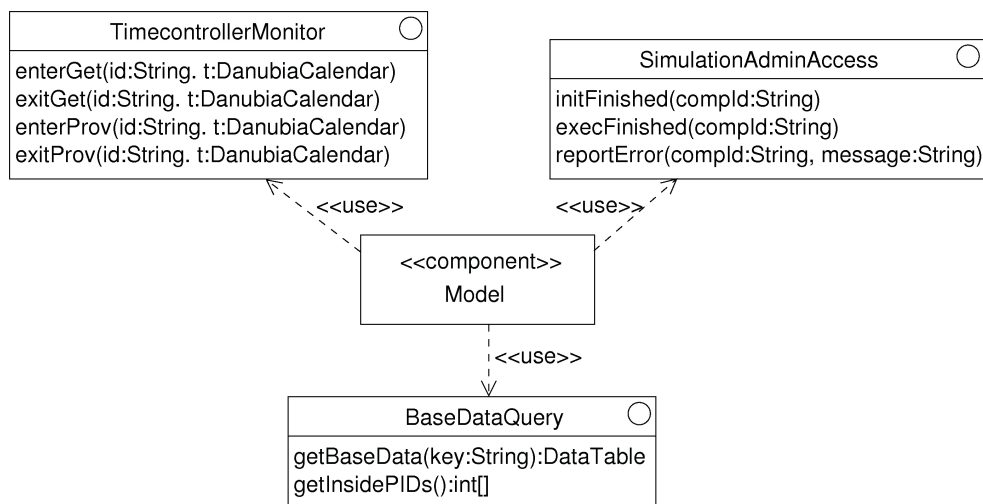 TimecontrollerMonitor
enterGet(id:String. t:DanubiaCalendar)
exitGet(id:String. t:DanubiaCalendar)
enterProv(id:String. t:DanubiaCalendar)
exitProv(id:String. t:DanubiaCalendar)
SimulationAdminAccess
initFinished(compId:String)
execFinished(compId:String)
reportError(compId:String, message:String)
<<use>>
<<use>>
<<component>>
Model
<<use>>
BaseDataQuery
getBaseData(key:String):DataTable
getInsidePIDs():int[]